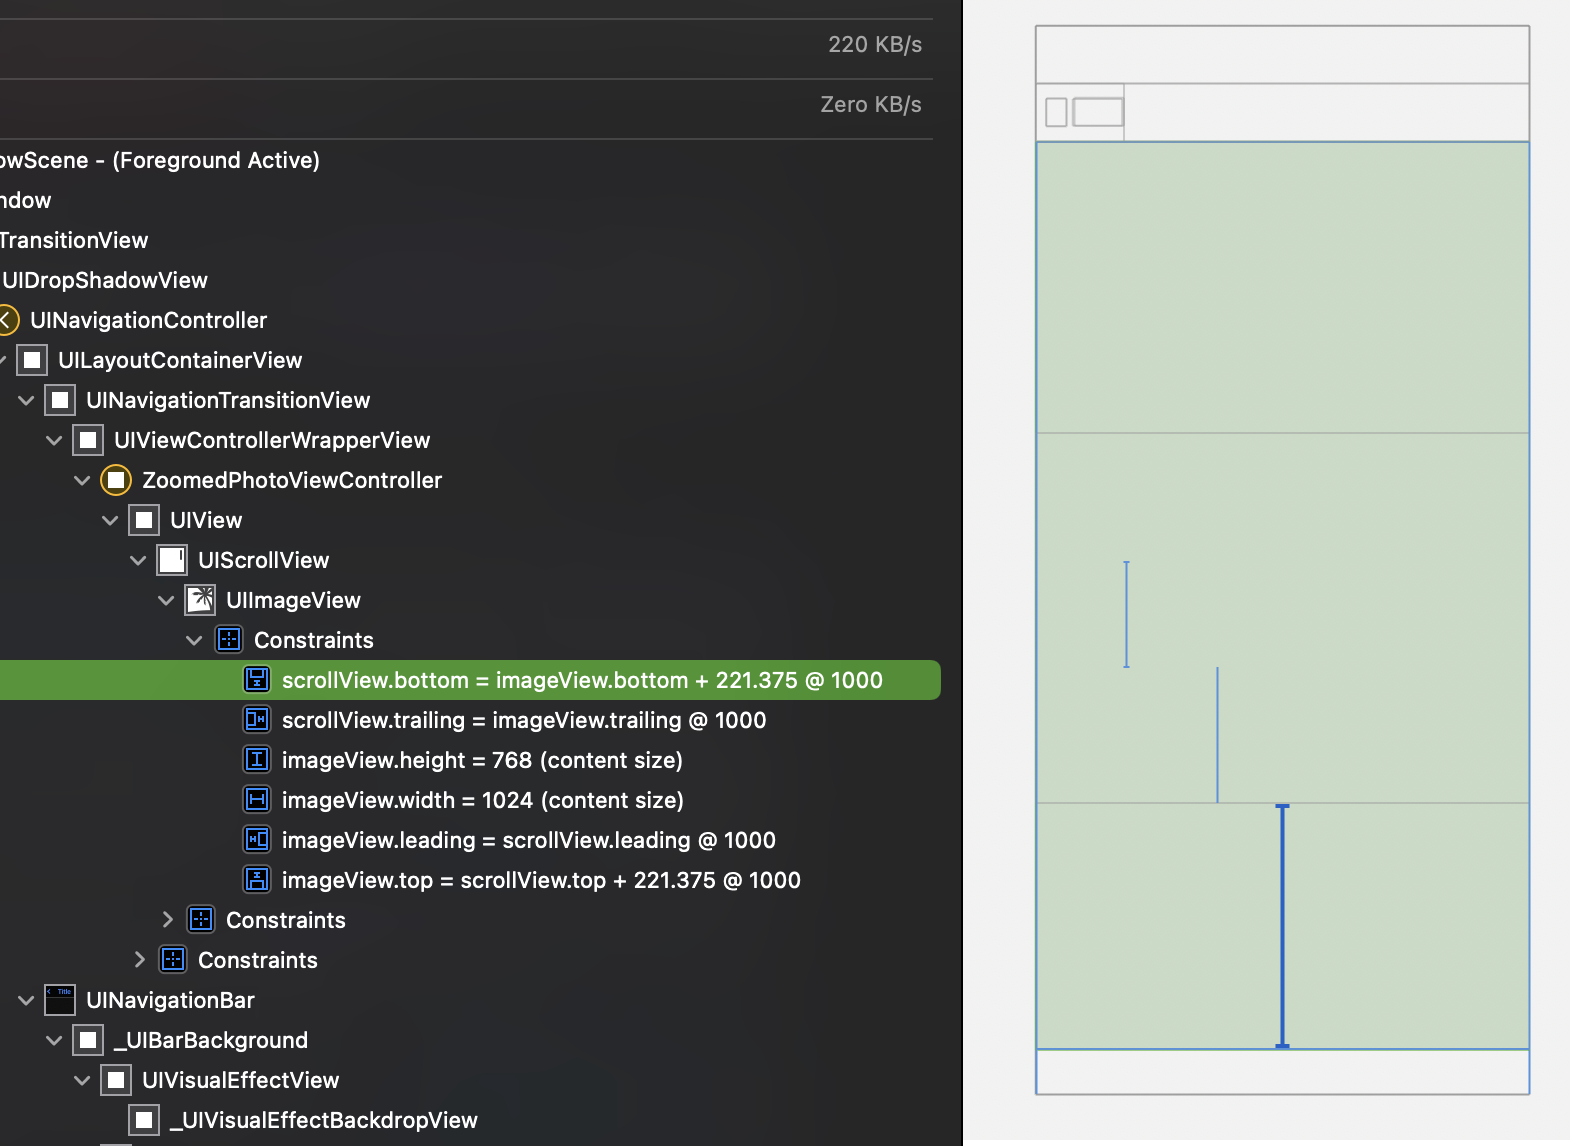 220 KB/s
Zero KB/s
owScene - (Foreground Active)
ndow
TransitionView
UIDropShadowView
UINavigationController
UILayoutContainerView
UINavigationTransitionView
UIViewControllerWrapperView
ZoomedPhotoViewController
UIView
UIScrollView
UIImageView
Constraints
scrollView.bottom = imageView.bottom + 221.375 @ 1000
scrollView.trailing = imageView.trailing @ 1000
imageView.height = 768 (content size)
imageView.width = 1024 (content size)
imageView.leading = scrollView.leading @ 1000
imageView.top = scrollView.top + 221.375 @ 1000
Constraints
Constraints
Title
UINavigationBar
_UIBarBackground
UIVisualEffectView
_UIVisualEffectBackdropView